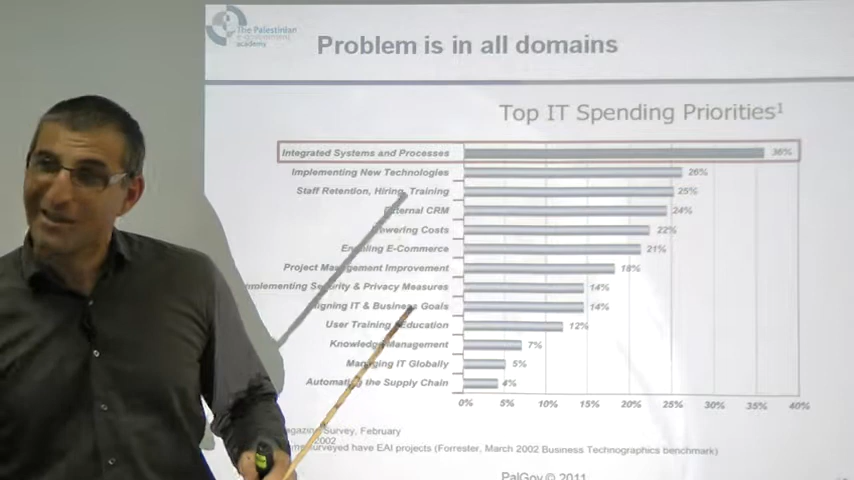 The Palestinian
e-government
academy
Problem is in all domains
Top IT Spending Priorities¹
Integrated Systems and Processes 36%
Implementing New Technologies 26%
Staff Retention, Hiring, Training 25%
External CRM 24%
Lowering Costs 22%
Enabling E-Commerce 21%
Project Management Improvement 18%
Implementing Security & Privacy Measures 14%
Aligning IT & Business Goals 14%
User Training Education 12%
Knowledge Management 7%
Managing IT Globally 5%
Automating the Supply Chain 4%
0% 5% 10% 15% 20% 25% 30% 35% 40%
Survey, February
2002
surveyed have EAI projects (Forrester, March 2002 Business Technographics benchmark)
PalGov © 2011